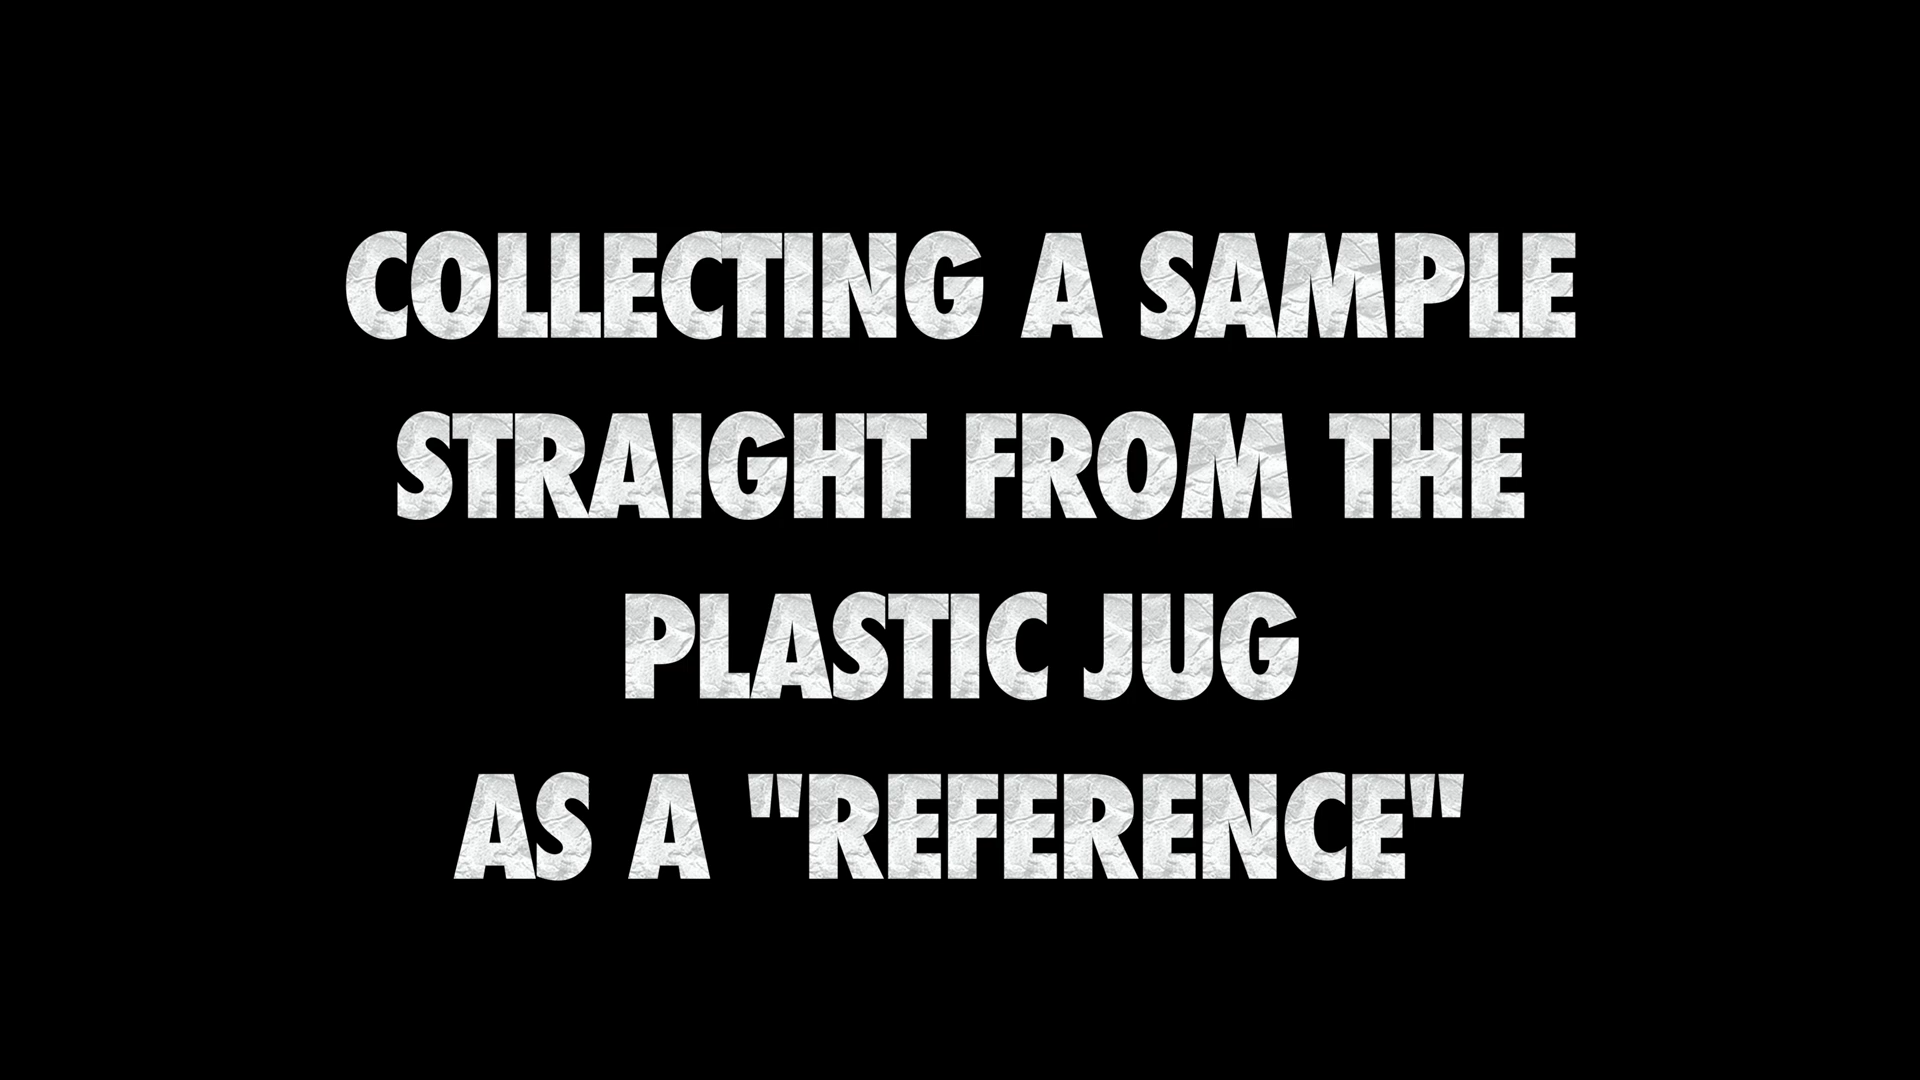 COLLECTING A SAMPLE
STRAIGHT FROM THE
PLASTIC JUG
AS A "REFERENCE"